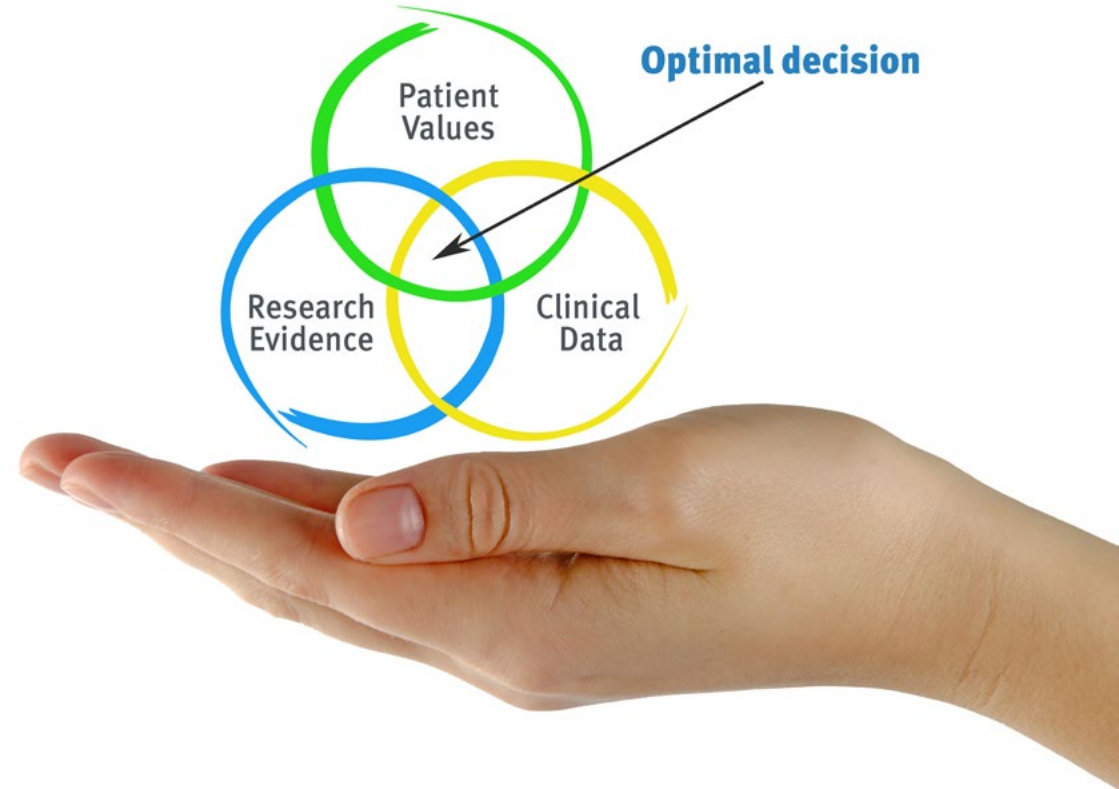 Optimal decision
Patient
Values
Research
Evidence
Clinical
Data